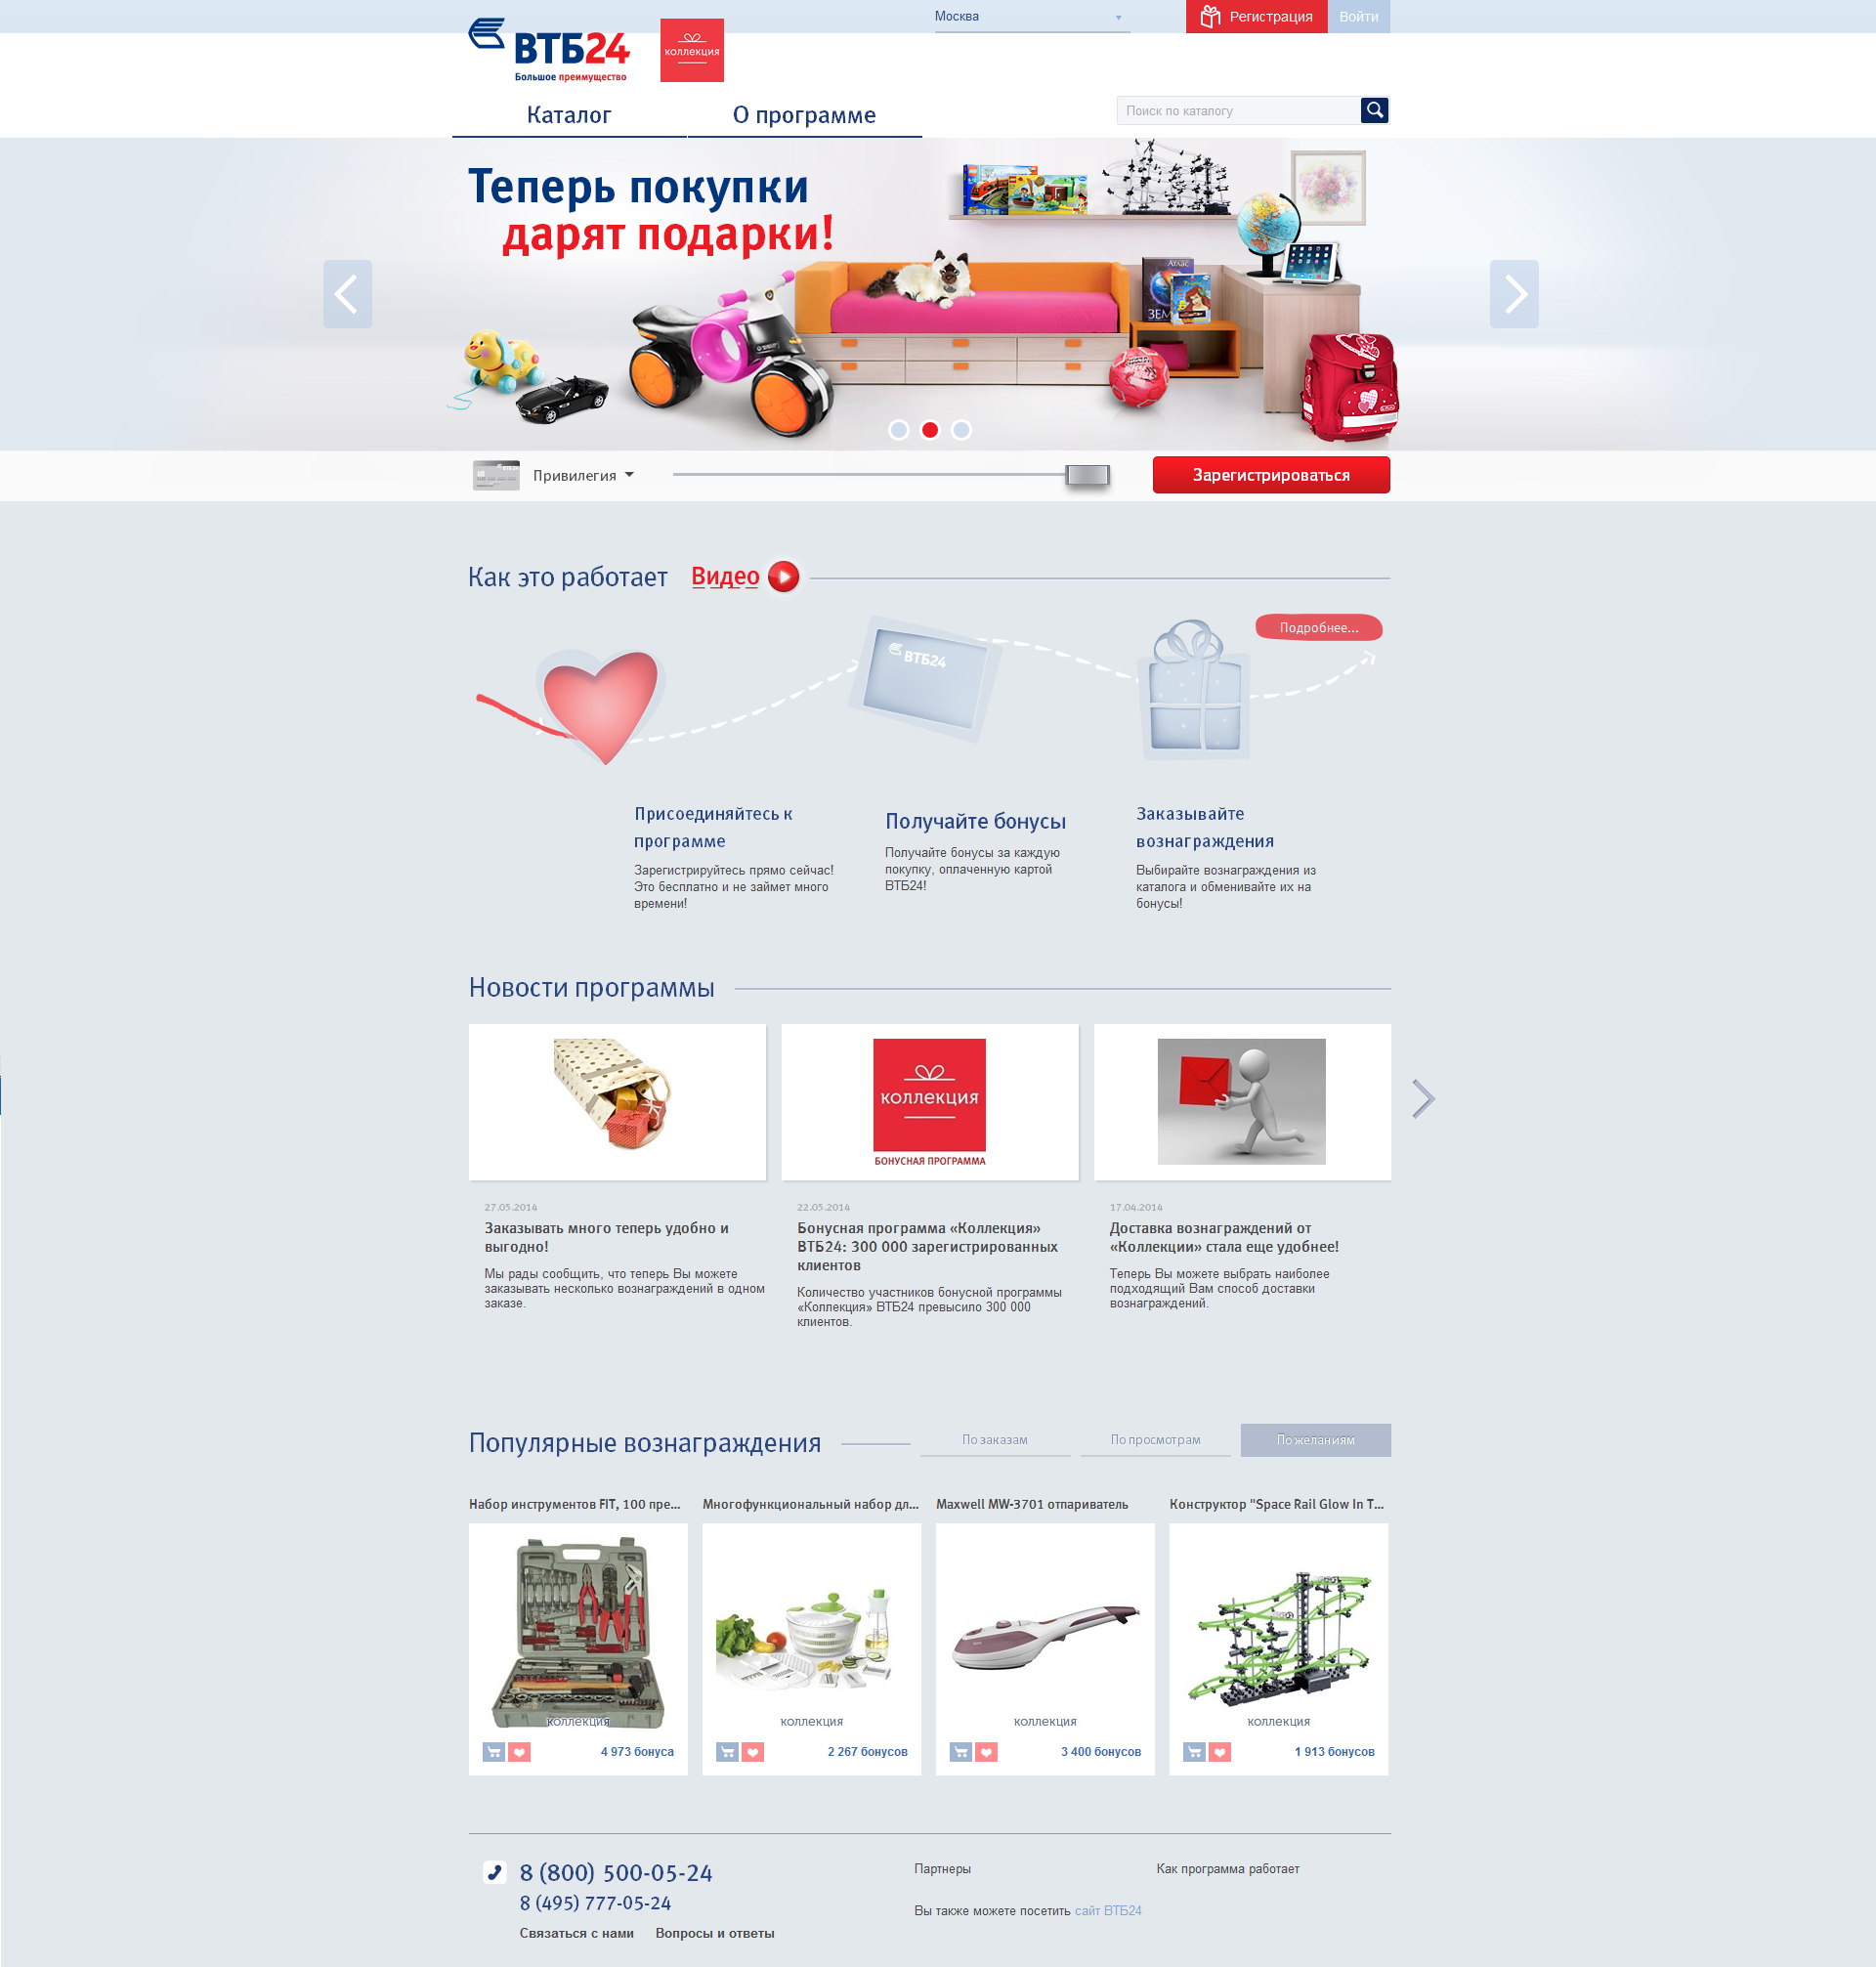 Москва
Регистрация
Войти
ВТБ24
Большое преимущество
коллекция
Каталог
О программе
Поиск по каталогу
Теперь покупки
дарят подарки!
АТЛАС
ЗЕМ
Привилегия
Зарегистрироваться
Как это работает
Видео
Подробнее...
ВТБ24
Присоединяйтесь к
программе
Зарегистрируйтесь прямо сейчас!
Это бесплатно и не займет много
времени!
Получайте бонусы
Получайте бонусы за каждую
покупку, оплаченную картой
ВТБ24!
Заказывайте
вознаграждения
Выбирайте вознаграждения из
каталога и обменивайте их на
бонусы!
Новости программы
коллекция
БОНУСНАЯ ПРОГРАММА
27.05.2014
Заказывать много теперь удобно и
выгодно!
Мы рады сообщить, что теперь Вы можете
заказывать несколько вознаграждений в одном
заказе.
22.05.2014
Бонусная программа «Коллекция»
ВТБ24: 300 000 зарегистрированных
клиентов
Количество участников бонусной программы
«Коллекция» ВТБ24 превысило 300 000
клиентов.
17.04.2014
Доставка вознаграждений от
«Коллекции» стала еще удобнее!
Теперь Вы можете выбрать наиболее
подходящий Вам способ доставки
вознаграждений.
Популярные вознаграждения
По заказам
По просмотрам
По желаниям
Набор инструментов FIT, 100 пре...
Многофункциональный набор дл...
Maxwell MW-3701 отпариватель
Конструктор "Space Rail Glow In T...
коллекция
коллекция
коллекция
коллекция
4 973 бонуса
2 267 бонусов
3 400 бонусов
1 913 бонусов
8 (800) 500-05-24
8 (495) 777-05-24
Связаться с нами
Вопросы и ответы
Партнеры
Как программа работает
Вы также можете посетить сайт ВТБ24